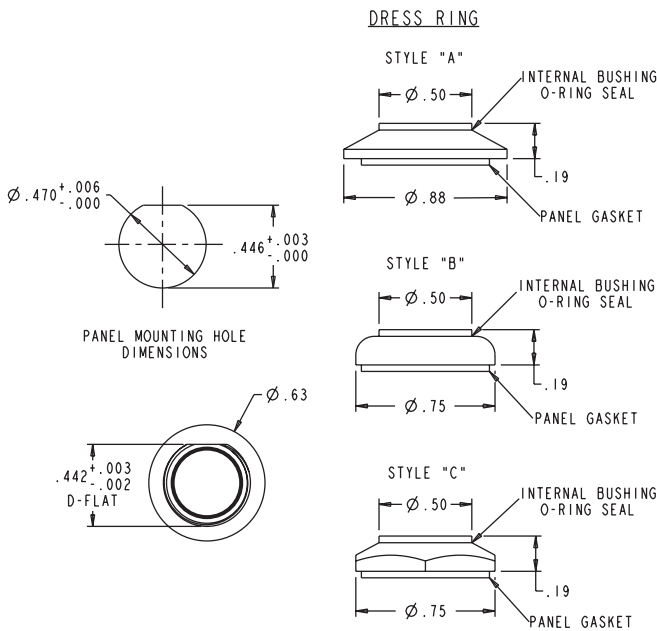 DRESS RING
STYLE "A"
INTERNAL BUSHING
O-RING SEAL
Ø.50
.19
Ø.88
PANEL GASKET
Ø.470 +.006
-.000
.446 +.003
-.000
PANEL MOUNTING HOLE
DIMENSIONS
STYLE "B"
INTERNAL BUSHING
O-RING SEAL
Ø.50
.19
Ø.75
PANEL GASKET
Ø.63
.442 +.003
-.002
D-FLAT
STYLE "C"
INTERNAL BUSHING
O-RING SEAL
Ø.50
.19
Ø.75
PANEL GASKET